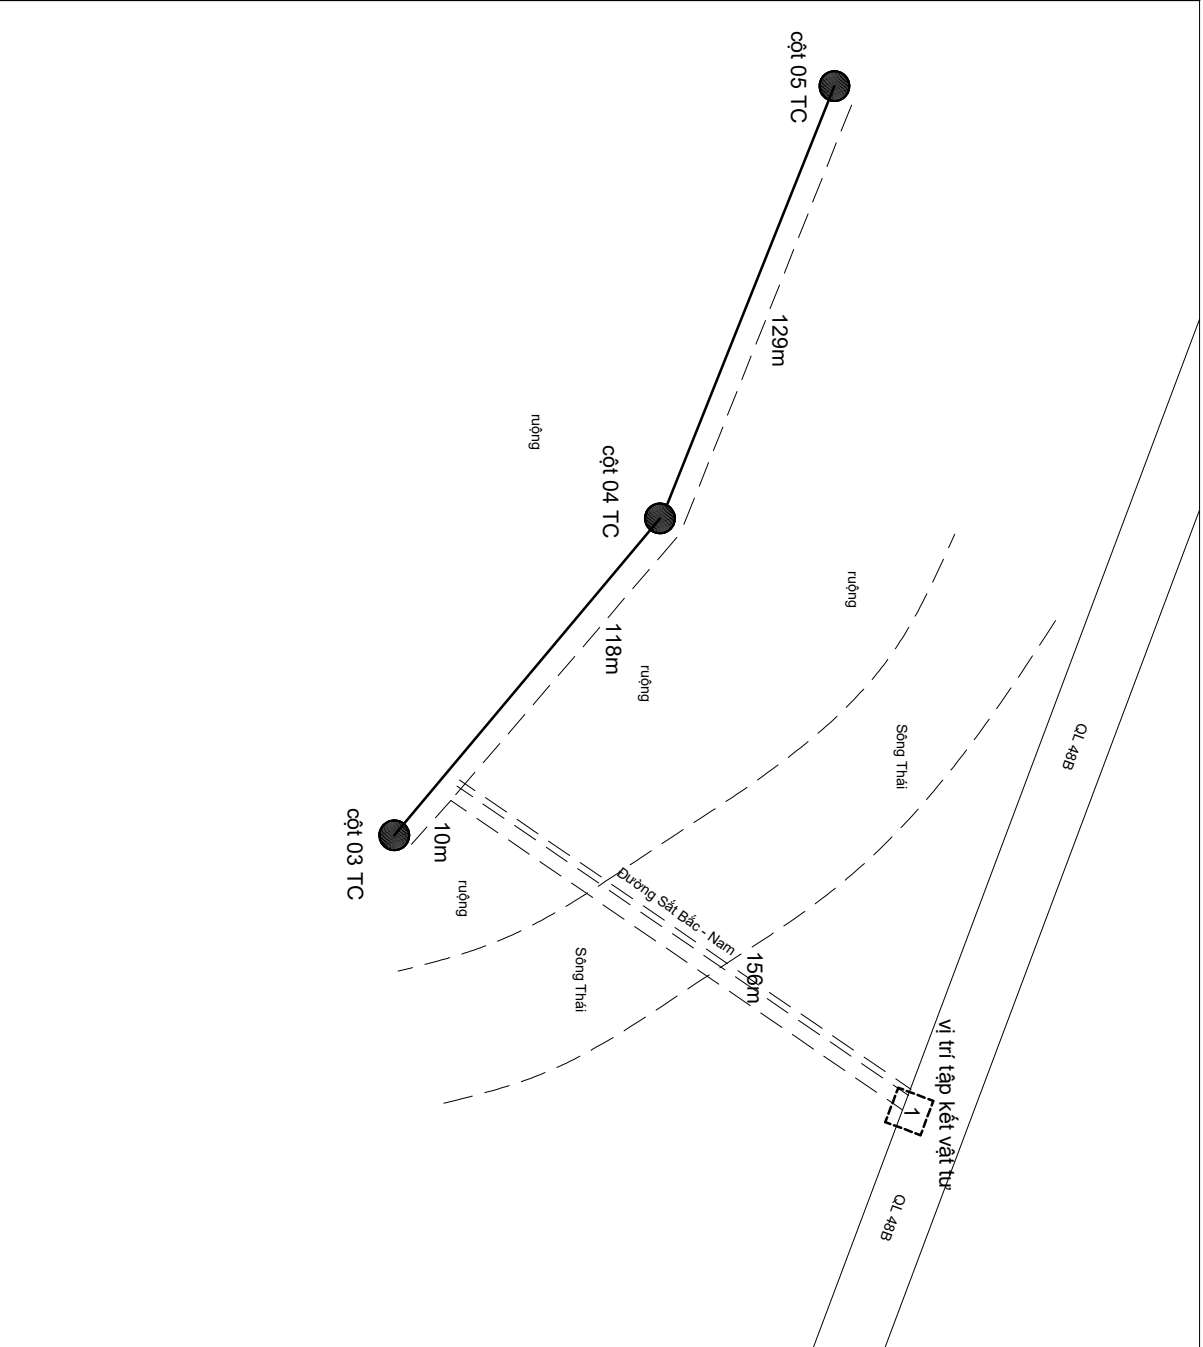 cột 05 TC
129m
ruộng
cột 04 TC
ruộng
118m
ruộng
Sông Thái
QL 48B
cột 03 TC
10m
ruộng
Đường Sắt Bắc - Nam
156m
Sông Thái
vị trí tập kết vật tư
1
QL 48B